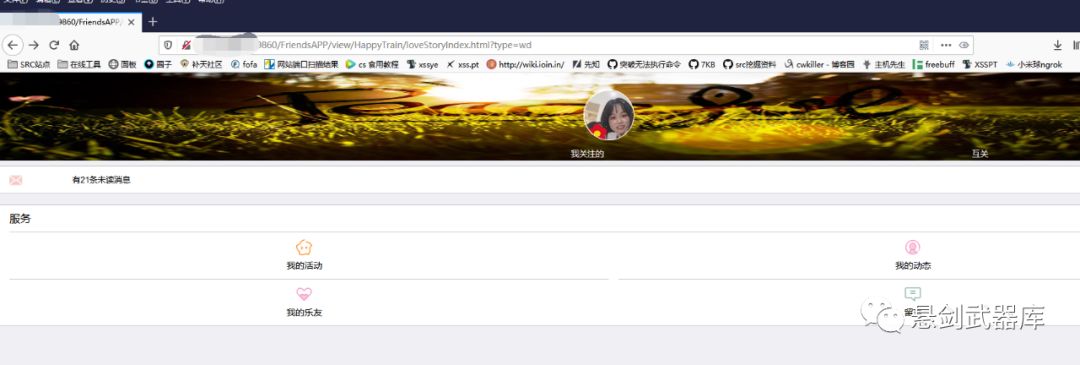 9860/FriendsAPP/
9860/FriendsAPP/view/HappyTrain/loveStoryIndex.html?type=wd
SRC站点 在线工具 面板 圈子 补天社区 fofa 网站端口扫描结果 cs 食用教程 xssye xss.pt http://wiki.ioin.in/ 先知 突破无法执行命令 7KB src挖掘资料 cwkiller - 博客园 主机先生 freebuff XSSPT 小米球ngrok
我关注的 互关
有21条未读消息
服务
我的活动 我的动态
我的乐友
悬剑武器库